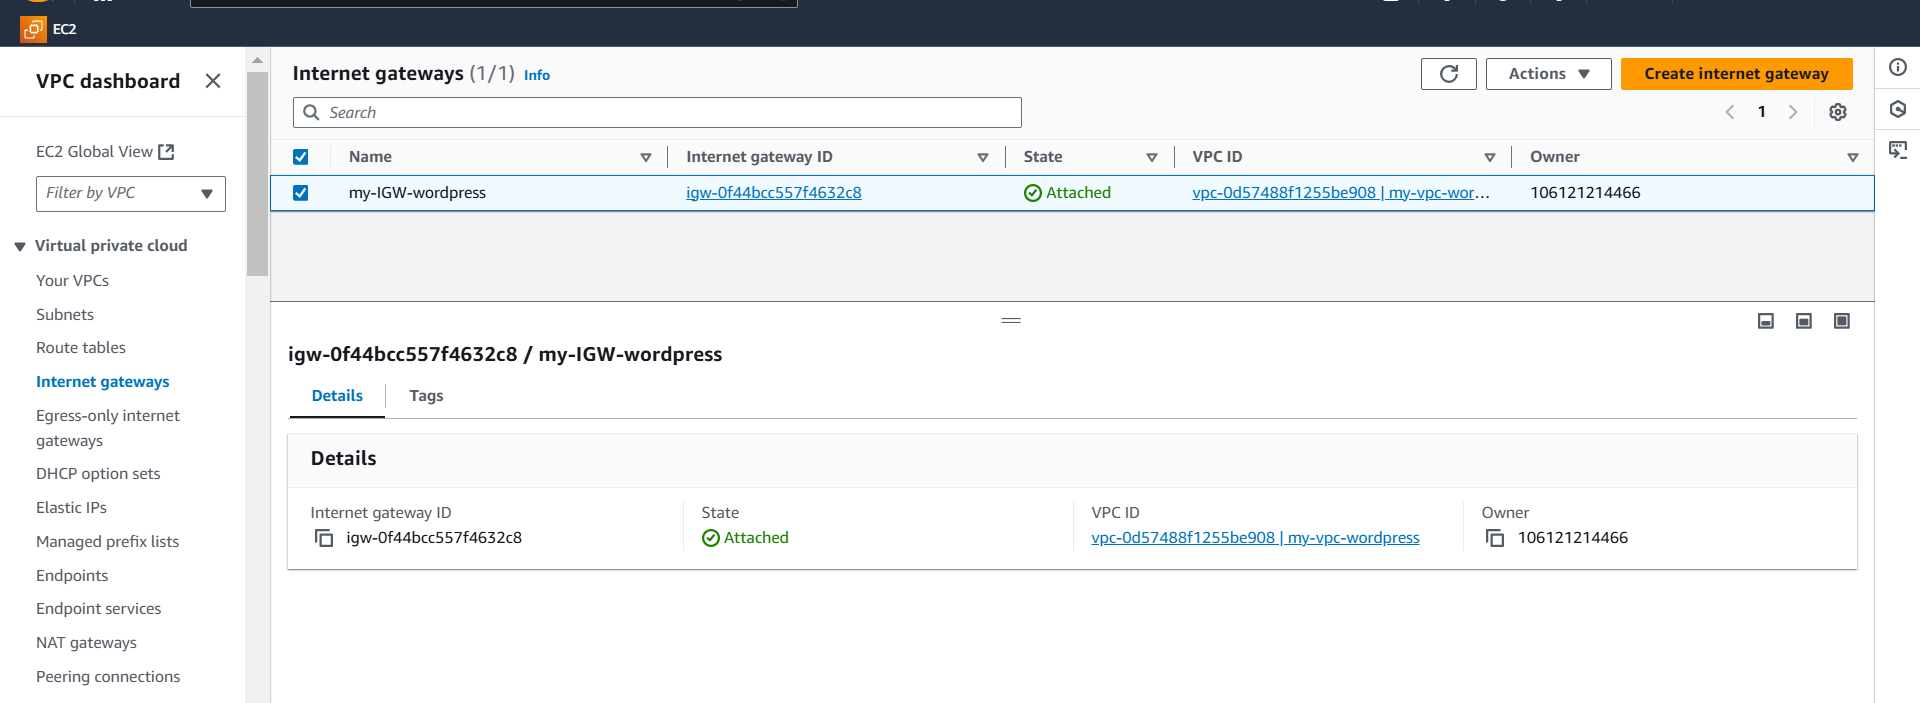 EC2
VPC dashboard
EC2 Global View
Filter by VPC
Virtual private cloud
Your VPCs
Subnets
Route tables
Internet gateways
Egress-only internet
gateways
DHCP option sets
Elastic IPs
Managed prefix lists
Endpoints
Endpoint services
NAT gateways
Peering connections
Internet gateways (1/1) Info
Actions
Create internet gateway
Search
1
Name Internet gateway ID State VPC ID Owner
my-IGW-wordpress igw-0f44bcc557f4632c8 Attached vpc-0d57488f1255be908 | my-vpc-wor... 106121214466
igw-0f44bcc557f4632c8 / my-IGW-wordpress
Details Tags
Details
Internet gateway ID State VPC ID Owner
igw-0f44bcc557f4632c8 Attached vpc-0d57488f1255be908 | my-vpc-wordpress 106121214466